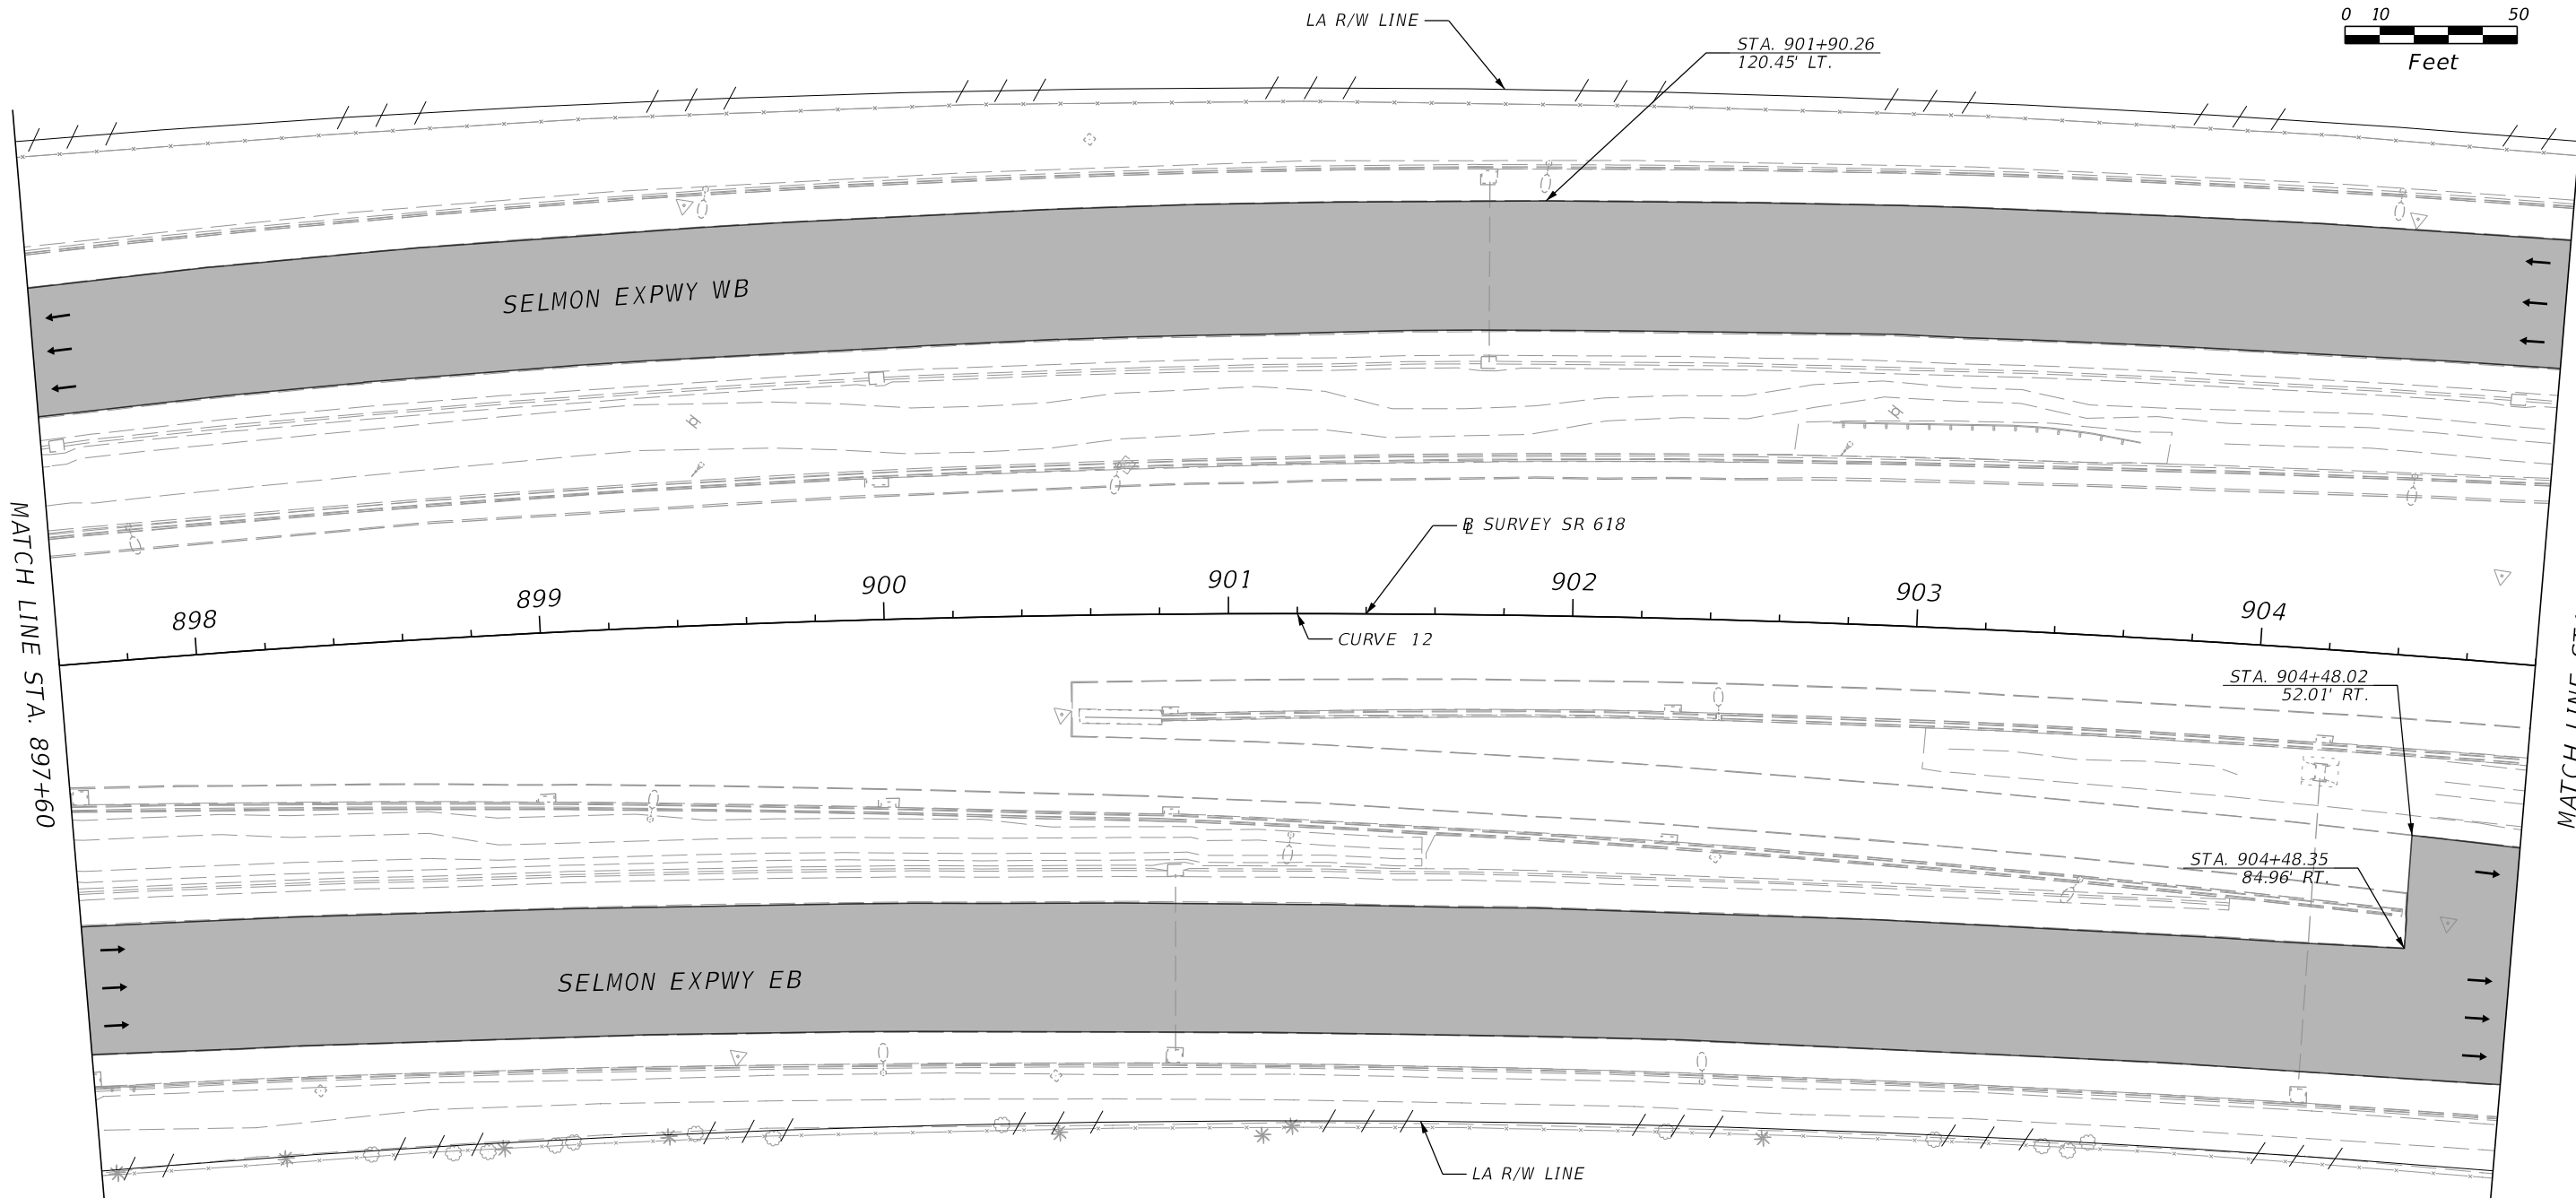 LA R/W LINE
0 10 50
Feet
STA. 901+90.26
120.45' LT.
SELMON EXPWY WB
MATCH LINE STA. 897+60
℄ SURVEY SR 618
898 899 900 901 902 903 904
CURVE 12
STA. 904+48.02
52.01' RT.
MATCH LINE
STA. 904+48.35
84.96' RT.
SELMON EXPWY EB
LA R/W LINE